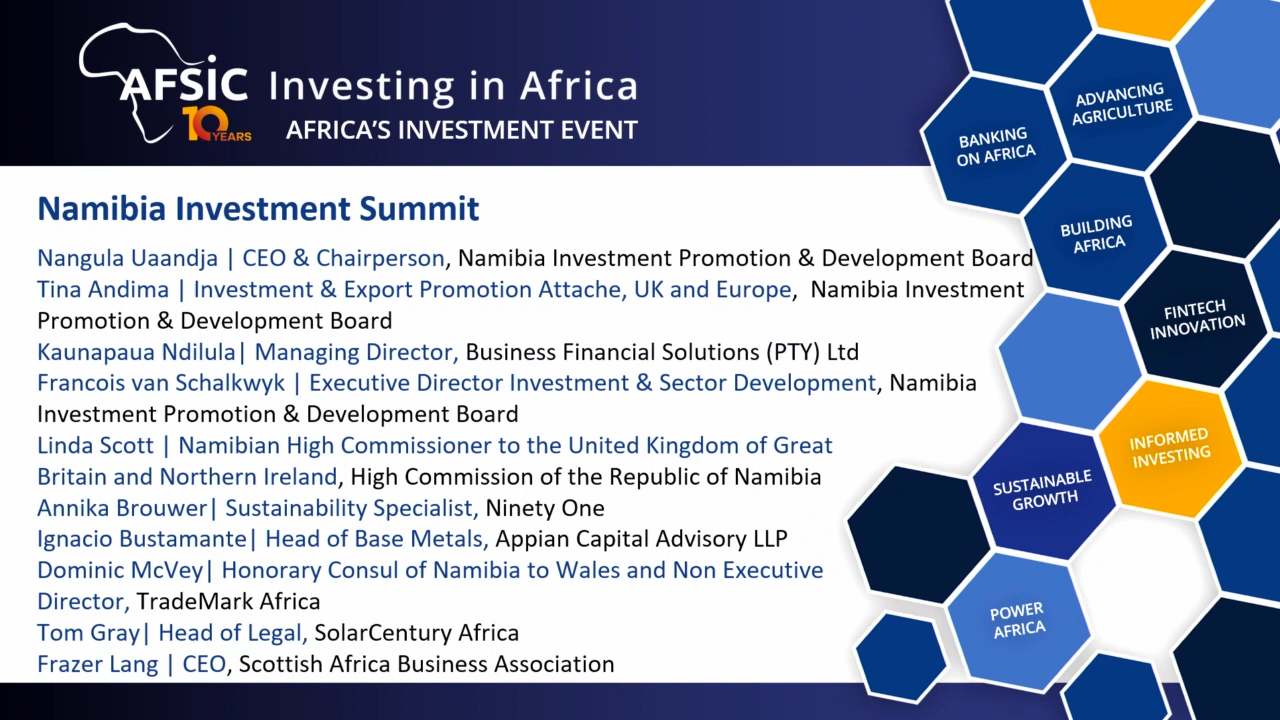 AFSIC
10 YEARS
Investing in Africa
AFRICA'S INVESTMENT EVENT
Namibia Investment Summit
Nangula Uaandja | CEO & Chairperson, Namibia Investment Promotion & Development Board
Tina Andima | Investment & Export Promotion Attache, UK and Europe,  Namibia Investment
Promotion & Development Board
Kaunapaua Ndilula| Managing Director, Business Financial Solutions (PTY) Ltd
Francois van Schalkwyk | Executive Director Investment & Sector Development, Namibia
Investment Promotion & Development Board
Linda Scott | Namibian High Commissioner to the United Kingdom of Great
Britain and Northern Ireland, High Commission of the Republic of Namibia
Annika Brouwer| Sustainability Specialist, Ninety One
Ignacio Bustamante| Head of Base Metals, Appian Capital Advisory LLP
Dominic McVey| Honorary Consul of Namibia to Wales and Non Executive
Director, TradeMark Africa
Tom Gray| Head of Legal, SolarCentury Africa
Frazer Lang | CEO, Scottish Africa Business Association
ADVANCING
AGRICULTURE
BANKING
ON AFRICA
BUILDING
AFRICA
FINTECH
INNOVATION
INFORMED
INVESTING
SUSTAINABLE
GROWTH
POWER
AFRICA